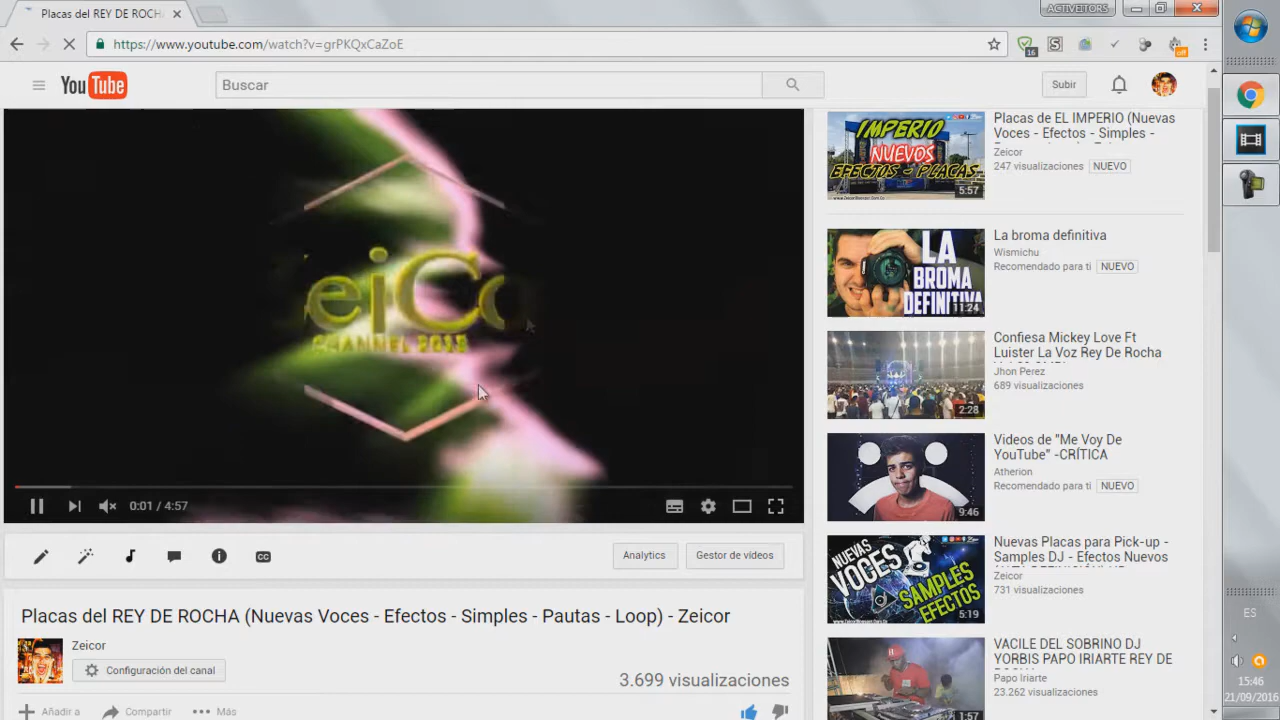 Placas del REY DE ROCHA
ACTIVEITORS
https://www.youtube.com/watch?v=grPKQxCaZoE
16
off
YouTube
Buscar
Subir
eiCo
CHANNEL 2015
0:01 / 4:57
CC
Analytics
Gestor de vídeos
Placas del REY DE ROCHA (Nuevas Voces - Efectos - Simples - Pautas - Loop) - Zeicor
Zeicor
Configuración del canal
3.699 visualizaciones
Añadir a
Compartir
Más
IMPERIO
NUEVOS
EFECTOS - PLACAS
5:57
Placas de EL IMPERIO (Nuevas
Voces - Efectos - Simples -
Zeicor
247 visualizaciones
NUEVO
LA
BROMA
DEFINITIVA
11:24
La broma definitiva
Wismichu
Recomendado para ti
NUEVO
2:28
Confiesa Mickey Love Ft
Luister La Voz Rey De Rocha
Jhon Perez
689 visualizaciones
9:46
Videos de "Me Voy De
YouTube" -CRÍTICA
Atherion
Recomendado para ti
NUEVO
NUEVAS
VOCES
SAMPLES
EFECTOS
5:19
Nuevas Placas para Pick-up -
Samples DJ - Efectos Nuevos
Zeicor
731 visualizaciones
1:57
VACILE DEL SOBRINO DJ
YORBIS PAPO IRIARTE REY DE
Papo Iriarte
23.262 visualizaciones
ES
15:46
21/09/2016